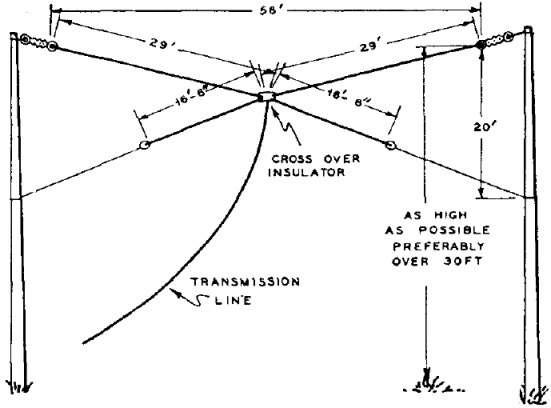 58'
29'
29'
16'-8"
16'-8"
20'
CROSS OVER
INSULATOR
AS HIGH
AS POSSIBLE
PREFERABLY
OVER 30FT
TRANSMISSION
LINE